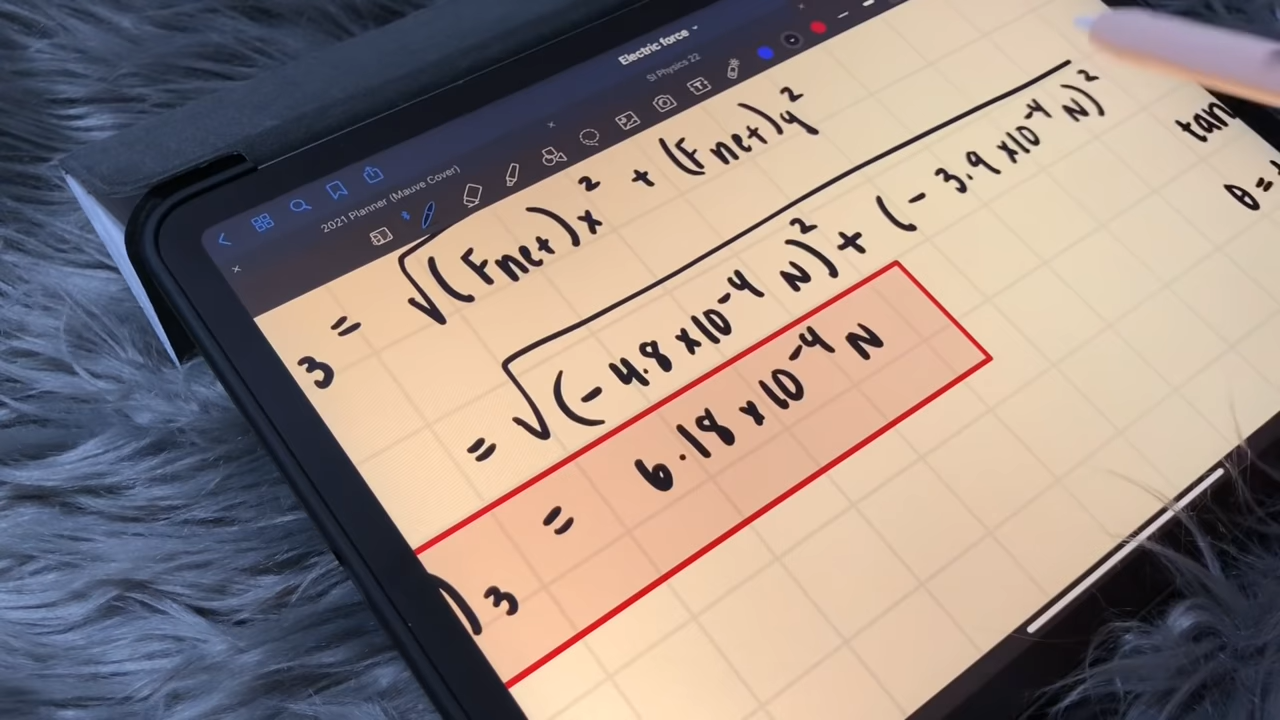 Electric force
SI Physics 22
2021 Planner (Mauve Cover)
3 = √(Fnet)x² + (Fnet)y²
= √(-4.8 x 10⁻⁴ N)² + (-3.9 x 10⁻⁴ N)²
)3 = 6.18 x 10⁻⁴ N
tan
θ =